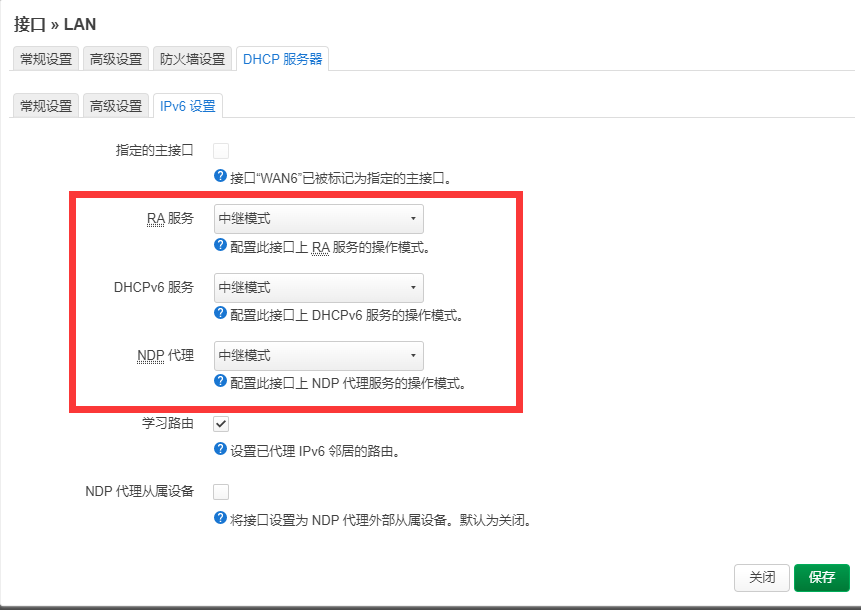 接口 » LAN
常规设置 高级设置 防火墙设置 DHCP 服务器
常规设置 高级设置 IPv6 设置
指定的主接口
接口“WAN6”已被标记为指定的主接口。
RA 服务 中继模式
配置此接口上 RA 服务的操作模式。
DHCPv6 服务 中继模式
配置此接口上 DHCPv6 服务的操作模式。
NDP 代理 中继模式
配置此接口上 NDP 代理服务的操作模式。
学习路由
设置已代理 IPv6 邻居的路由。
NDP 代理从属设备
将接口设置为 NDP 代理外部从属设备。默认为关闭。
关闭 保存